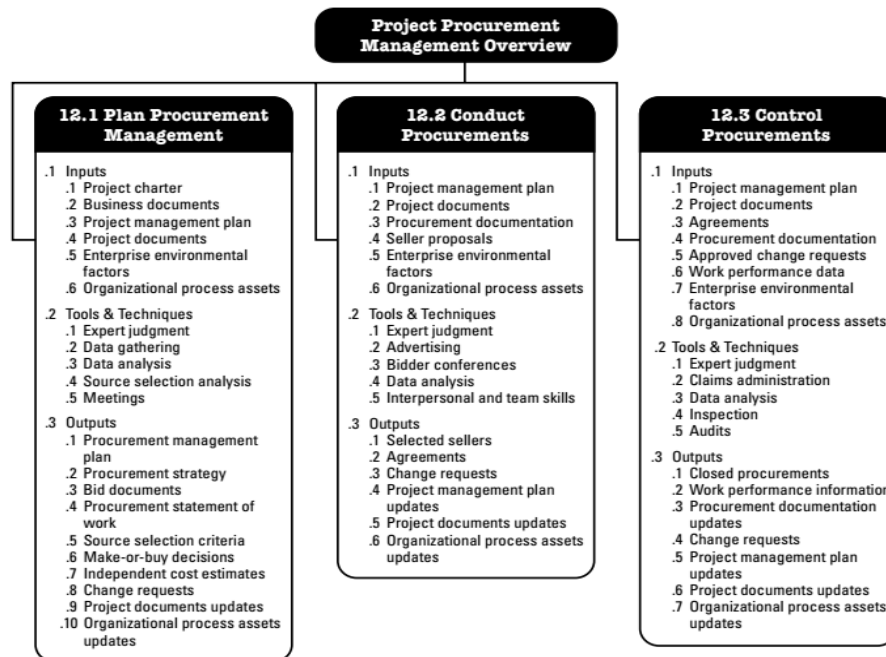 Project Procurement
Management Overview
12.1 Plan Procurement
Management
.1 Inputs
.1 Project charter
.2 Business documents
.3 Project management plan
.4 Project documents
.5 Enterprise environmental
factors
.6 Organizational process assets
.2 Tools & Techniques
.1 Expert judgment
.2 Data gathering
.3 Data analysis
.4 Source selection analysis
.5 Meetings
.3 Outputs
.1 Procurement management
plan
.2 Procurement strategy
.3 Bid documents
.4 Procurement statement of
work
.5 Source selection criteria
.6 Make-or-buy decisions
.7 Independent cost estimates
.8 Change requests
.9 Project documents updates
.10 Organizational process assets
updates
12.2 Conduct
Procurements
.1 Inputs
.1 Project management plan
.2 Project documents
.3 Procurement documentation
.4 Seller proposals
.5 Enterprise environmental
factors
.6 Organizational process assets
.2 Tools & Techniques
.1 Expert judgment
.2 Advertising
.3 Bidder conferences
.4 Data analysis
.5 Interpersonal and team skills
.3 Outputs
.1 Selected sellers
.2 Agreements
.3 Change requests
.4 Project management plan
updates
.5 Project documents updates
.6 Organizational process assets
updates
12.3 Control
Procurements
.1 Inputs
.1 Project management plan
.2 Project documents
.3 Agreements
.4 Procurement documentation
.5 Approved change requests
.6 Work performance data
.7 Enterprise environmental
factors
.8 Organizational process assets
.2 Tools & Techniques
.1 Expert judgment
.2 Claims administration
.3 Data analysis
.4 Inspection
.5 Audits
.3 Outputs
.1 Closed procurements
.2 Work performance information
.3 Procurement documentation
updates
.4 Change requests
.5 Project management plan
updates
.6 Project documents updates
.7 Organizational process assets
updates